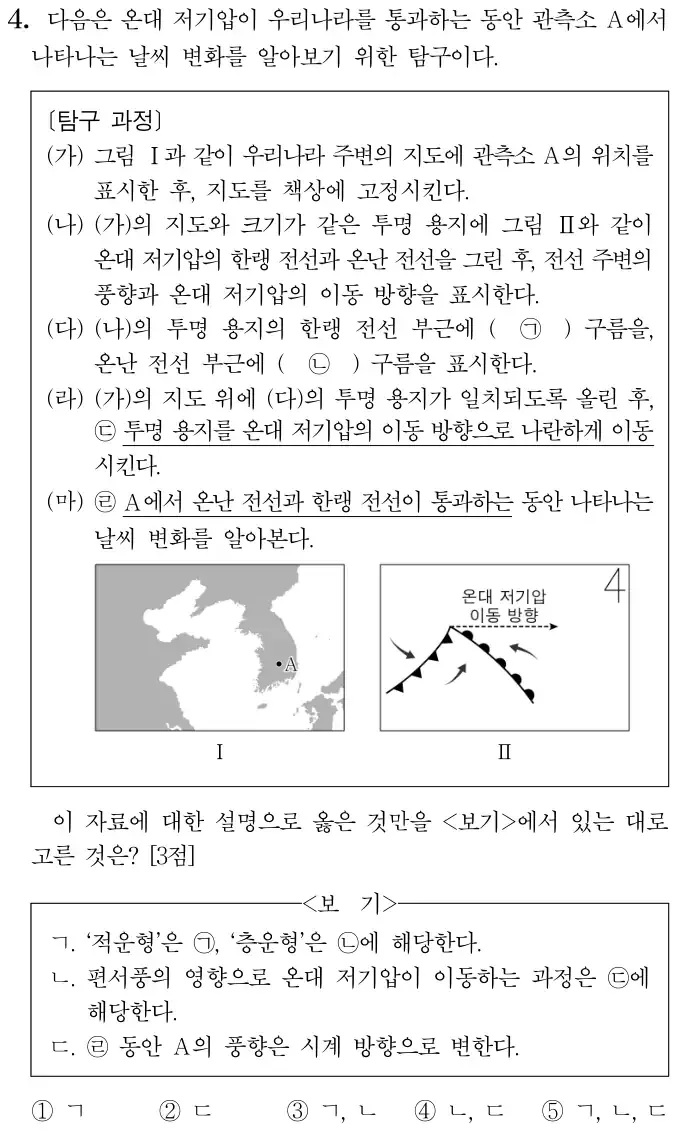 4. 다음은 온대 저기압이 우리나라를 통과하는 동안 관측소 A에서
나타나는 날씨 변화를 알아보기 위한 탐구이다.
〔탐구 과정〕
(가) 그림 Ⅰ과 같이 우리나라 주변의 지도에 관측소 A의 위치를
표시한 후, 지도를 책상에 고정시킨다.
(나) (가)의 지도와 크기가 같은 투명 용지에 그림 Ⅱ와 같이
온대 저기압의 한랭 전선과 온난 전선을 그린 후, 전선 주변의
풍향과 온대 저기압의 이동 방향을 표시한다.
(다) (나)의 투명 용지의 한랭 전선 부근에 ( ㉠ ) 구름을,
온난 전선 부근에 ( ㉡ ) 구름을 표시한다.
(라) (가)의 지도 위에 (다)의 투명 용지가 일치되도록 올린 후,
㉢ 투명 용지를 온대 저기압의 이동 방향으로 나란하게 이동
시킨다.
(마) ㉣ A에서 온난 전선과 한랭 전선이 통과하는 동안 나타나는
날씨 변화를 알아본다.
A
온대 저기압
이동 방향
4
Ⅰ
Ⅱ
이 자료에 대한 설명으로 옳은 것만을 <보기>에서 있는 대로
고른 것은? [3점]
<보 기>
ㄱ. ‘적운형’은 ㉠, ‘층운형’은 ㉡에 해당한다.
ㄴ. 편서풍의 영향으로 온대 저기압이 이동하는 과정은 ㉢에
해당한다.
ㄷ. ㉣ 동안 A의 풍향은 시계 방향으로 변한다.
① ㄱ ② ㄷ ③ ㄱ, ㄴ ④ ㄴ, ㄷ ⑤ ㄱ, ㄴ, ㄷ